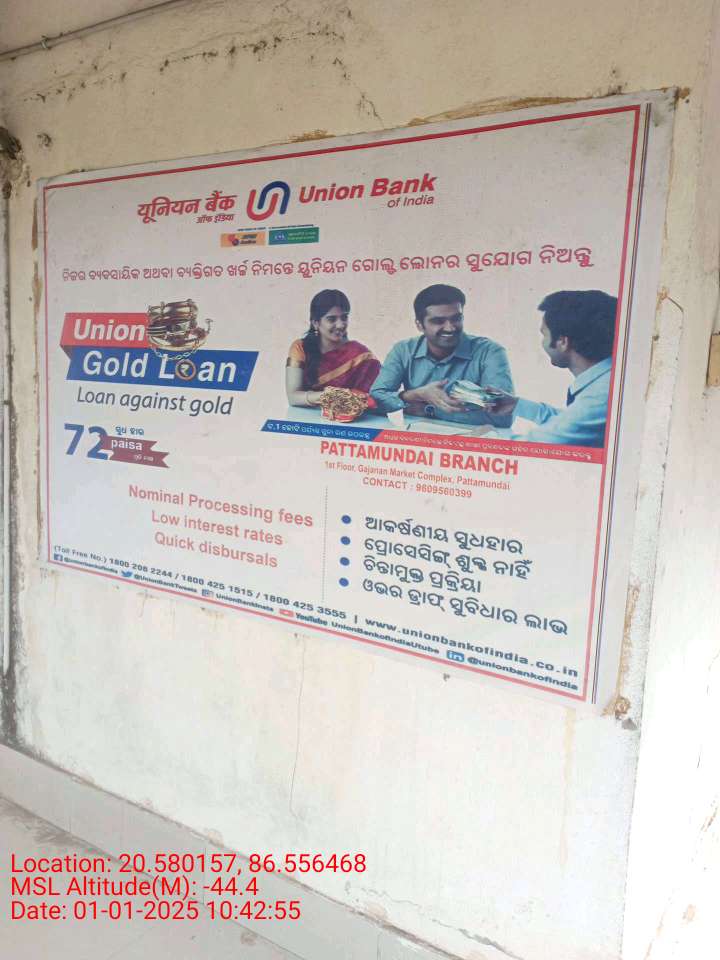 यूनियन बैंक
ऑफ इंडिया
Union Bank
of India
ନିଜର ବ୍ୟବସାୟିକ ଅଥବା ବ୍ୟକ୍ତିଗତ ଖର୍ଚ୍ଚ ନିମନ୍ତେ ୟୁନିୟନ ଗୋଲ୍ଡ ଲୋନର ସୁଯୋଗ ନିଅନ୍ତୁ
Union
Gold Loan
Loan against gold
72 ସୁଧ ହାର
paisa
PATTAMUNDAI BRANCH
1st Floor, Gajanan Market Complex, Pattamundai
CONTACT : 9809560399
Nominal Processing fees
Low interest rates
Quick disbursals
• ଆକର୍ଷଣୀୟ ସୁଧହାର
• ପ୍ରୋସେସିଙ୍ଗ୍ ଶୁଳ୍କ ନାହିଁ
• ଚିନ୍ତାମୁକ୍ତ ପ୍ରକ୍ରିୟା
• ଓଭର ଡ୍ରାଫ୍ଟ ସୁବିଧାର ଲାଭ
(Toll Free No.) 1800 208 2244 / 1800 425 1515 / 1800 425 3555 | www.unionbankofindia.co.in
@unionbankofindia @UnionBankTweets UnionBankInsta YouTube UnionBankofIndiaUtube in @unionbankofindia
Location: 20.580157, 86.556468
MSL Altitude(M): -44.4
Date: 01-01-2025 10:42:55